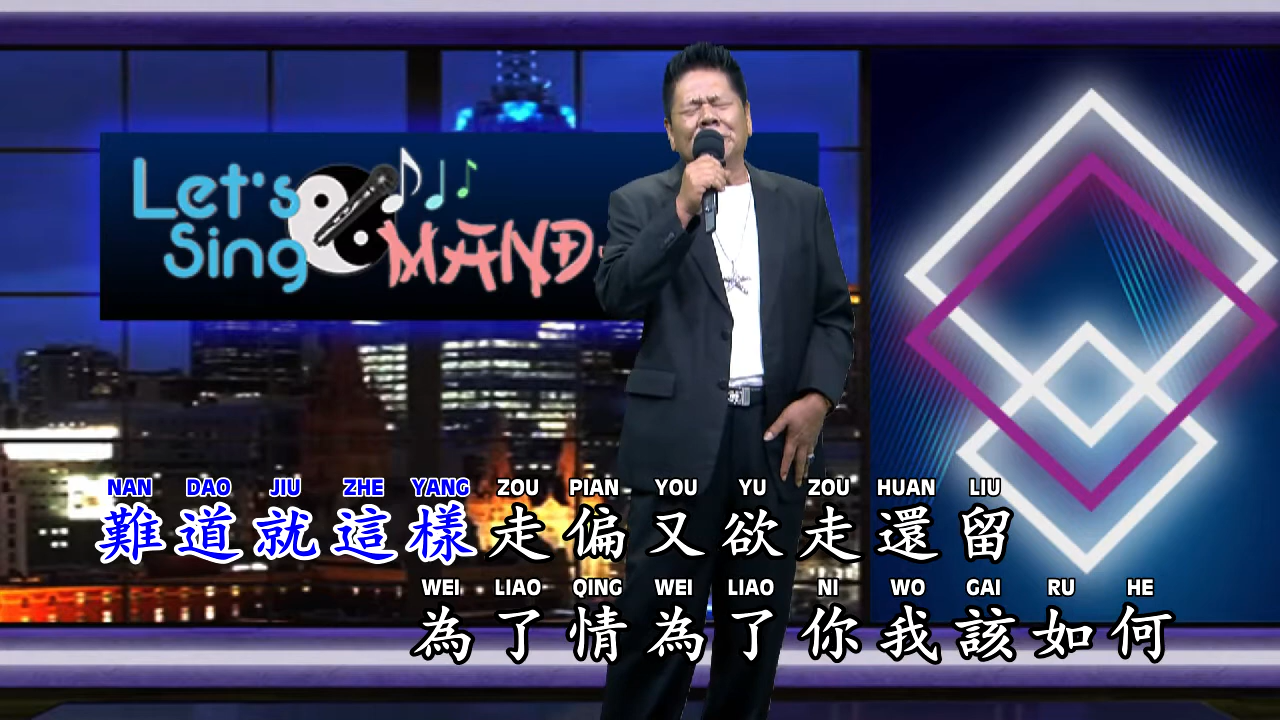 Let's
Sing MAND
NAN DAO JIU ZHE YANG ZOU PIAN YOU YU ZOU HUAN LIU
難道就這樣走偏又欲走還留
WEI LIAO QING WEI LIAO NI WO GAI RU HE
為了情為了你我該如何